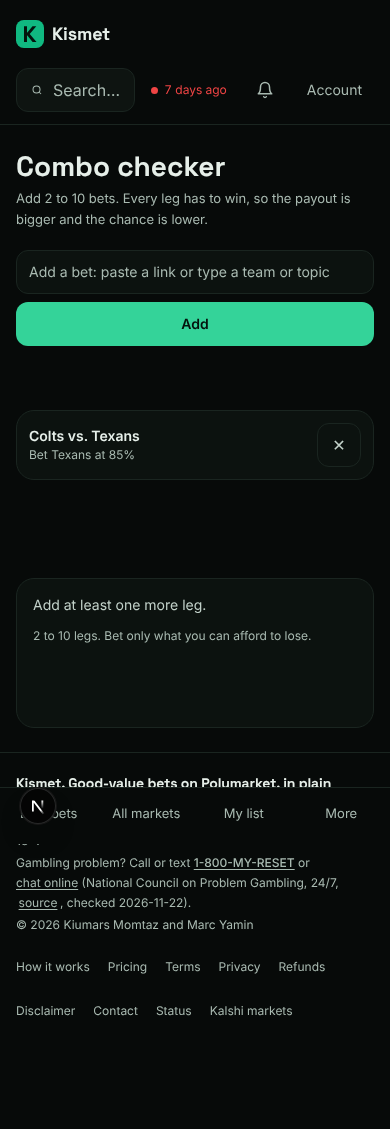 Kismet
Search...
7 days ago
Account
Combo checker
Add 2 to 10 bets. Every leg has to win, so the payout is
bigger and the chance is lower.
Add a bet: paste a link or type a team or topic
Add
Colts vs. Texans
Bet Texans at 85%
Add at least one more leg.
2 to 10 legs. Bet only what you can afford to lose.
Kismet. Good-value bets on Polymarket, in plain
bets
All markets
My list
More
Gambling problem? Call or text 1-800-MY-RESET or
chat online (National Council on Problem Gambling, 24/7,
source , checked 2026-11-22).
© 2026 Kiumars Momtaz and Marc Yamin
How it works
Pricing
Terms
Privacy
Refunds
Disclaimer
Contact
Status
Kalshi markets